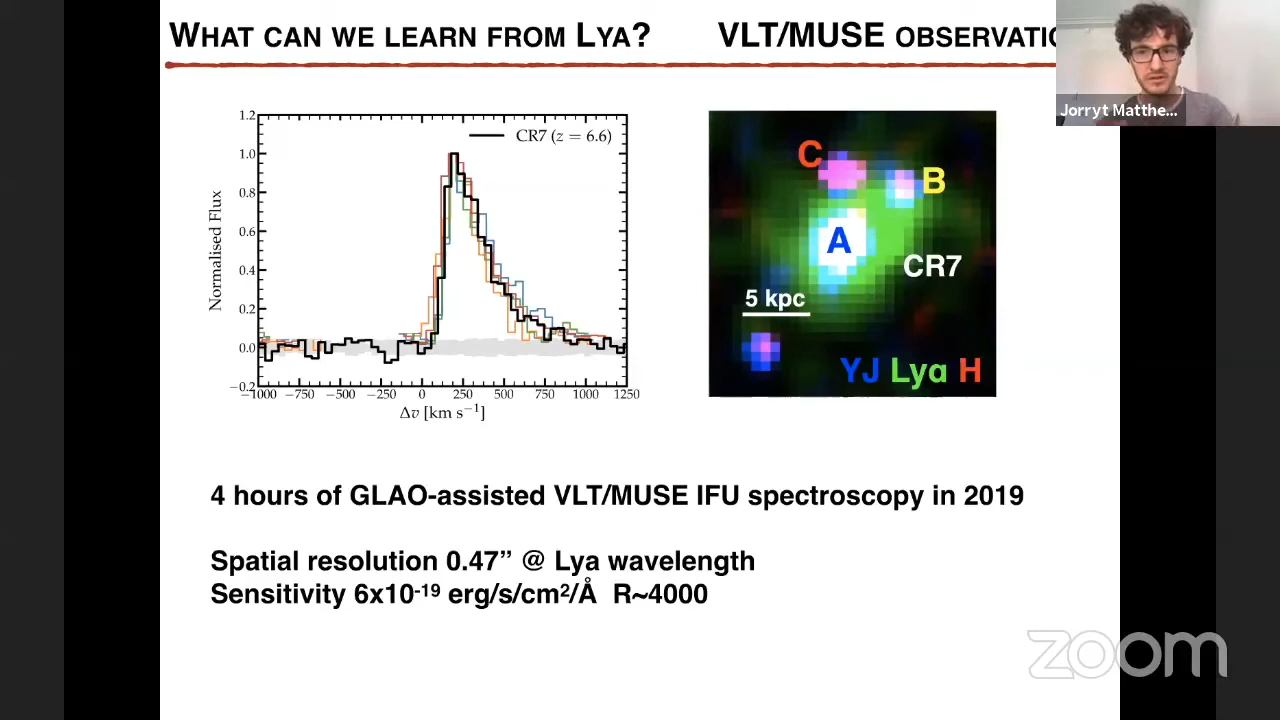 WHAT CAN WE LEARN FROM LYA? VLT/MUSE OBSERVATIO
Jorryt Matthe...
1.2
1.0
0.8
0.6
0.4
0.2
0.0
−0.2
Normalised Flux
CR7 (z = 6.6)
−1000 −750 −500 −250 0 250 500 750 1000 1250
Δv [km s⁻¹]
C
B
A
CR7
5 kpc
YJ Lyα H
4 hours of GLAO-assisted VLT/MUSE IFU spectroscopy in 2019
Spatial resolution 0.47” @ Lya wavelength
Sensitivity 6x10⁻¹⁹ erg/s/cm²/Å R~4000
zoom